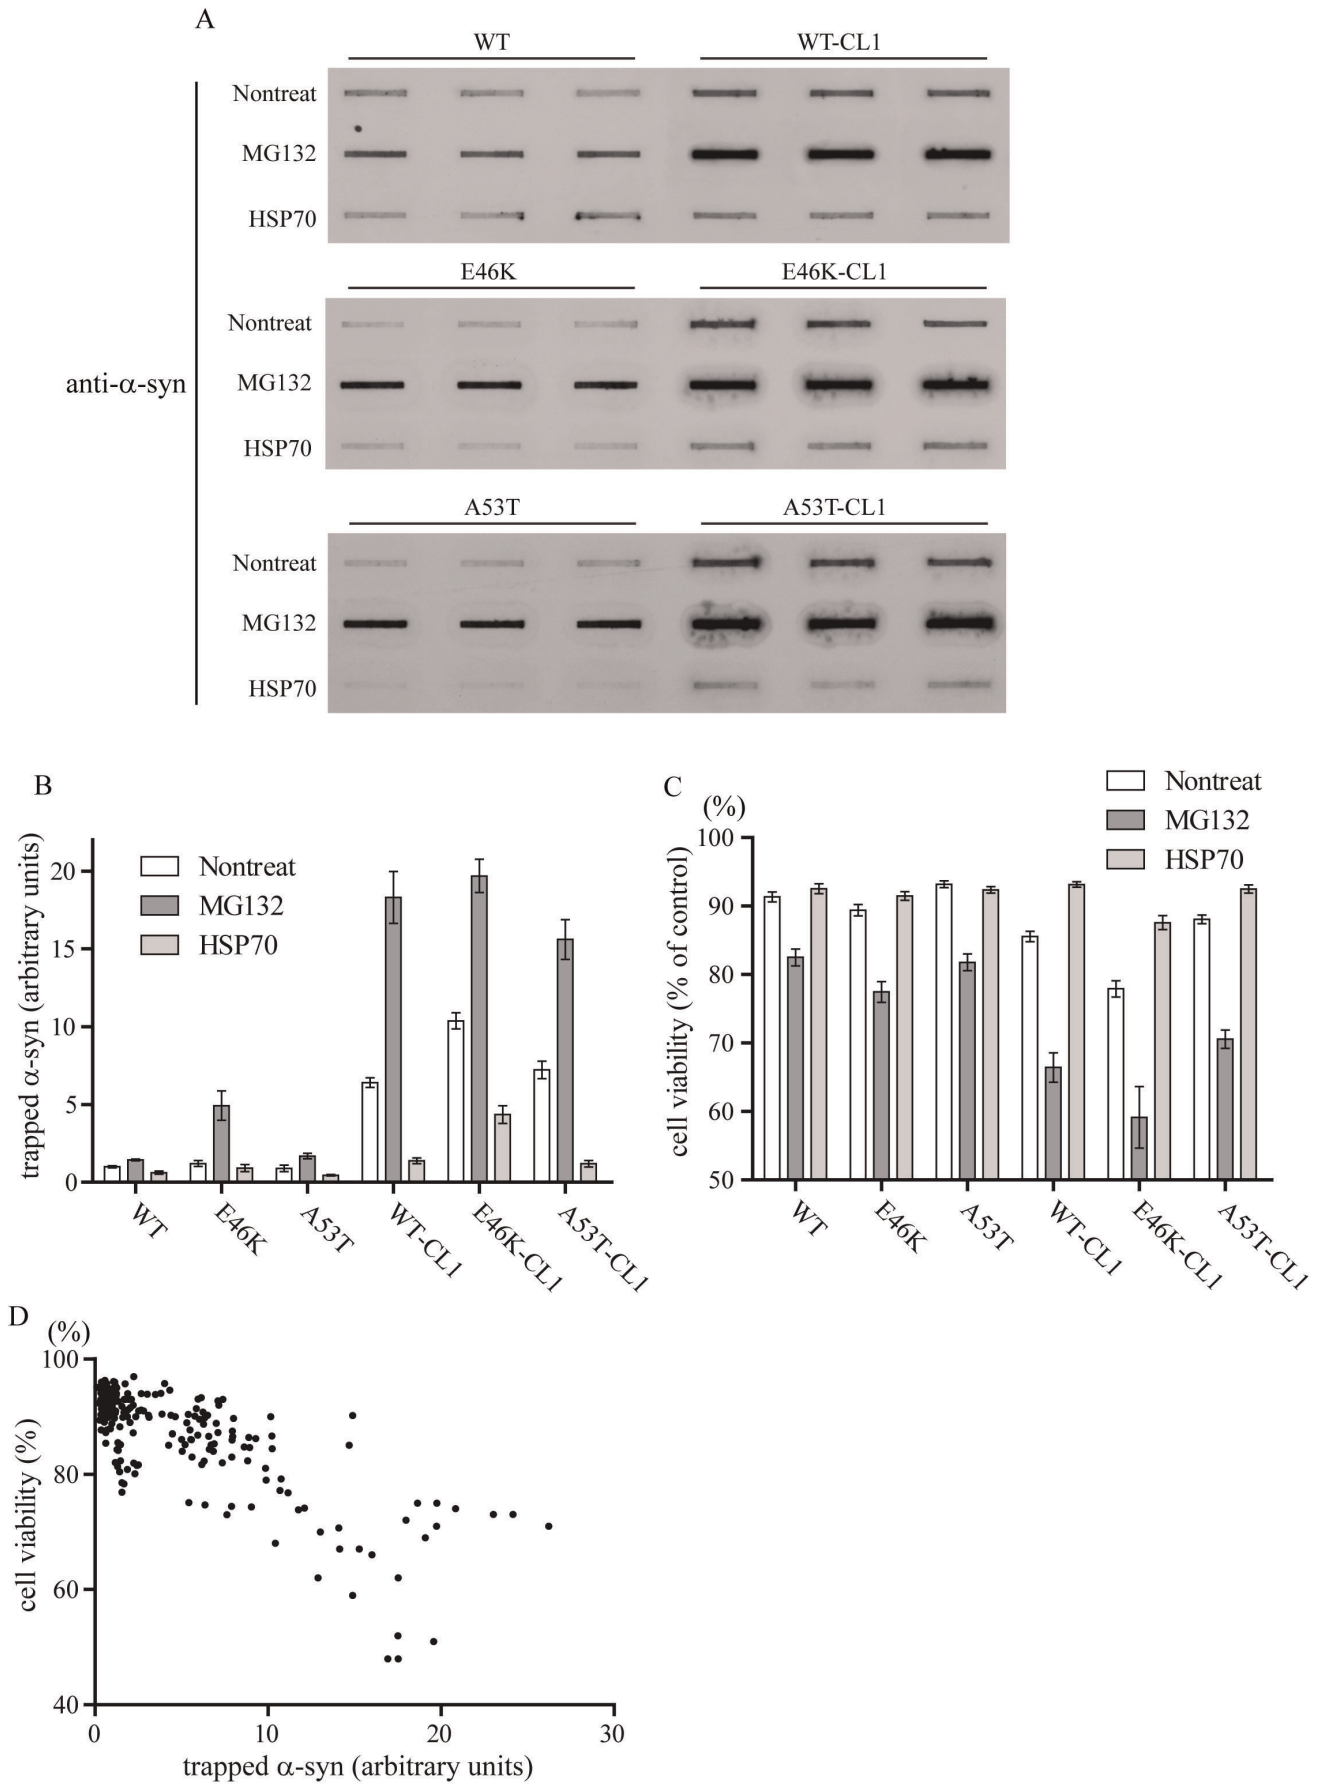 A
WT
WT-CL1
Nontreat
MG132
HSP70
E46K
E46K-CL1
Nontreat
MG132
HSP70
anti-α-syn
A53T
A53T-CL1
Nontreat
MG132
HSP70
B
trapped α-syn (arbitrary units)
20
15
10
5
0
Nontreat
MG132
HSP70
WT
E46K
A53T
WT-CL1
E46K-CL1
A53T-CL1
C
(%)
cell viability (% of control)
100
90
80
70
60
50
Nontreat
MG132
HSP70
WT
E46K
A53T
WT-CL1
E46K-CL1
A53T-CL1
D
(%)
cell viability (%)
100
80
60
40
0
10
20
30
trapped α-syn (arbitrary units)